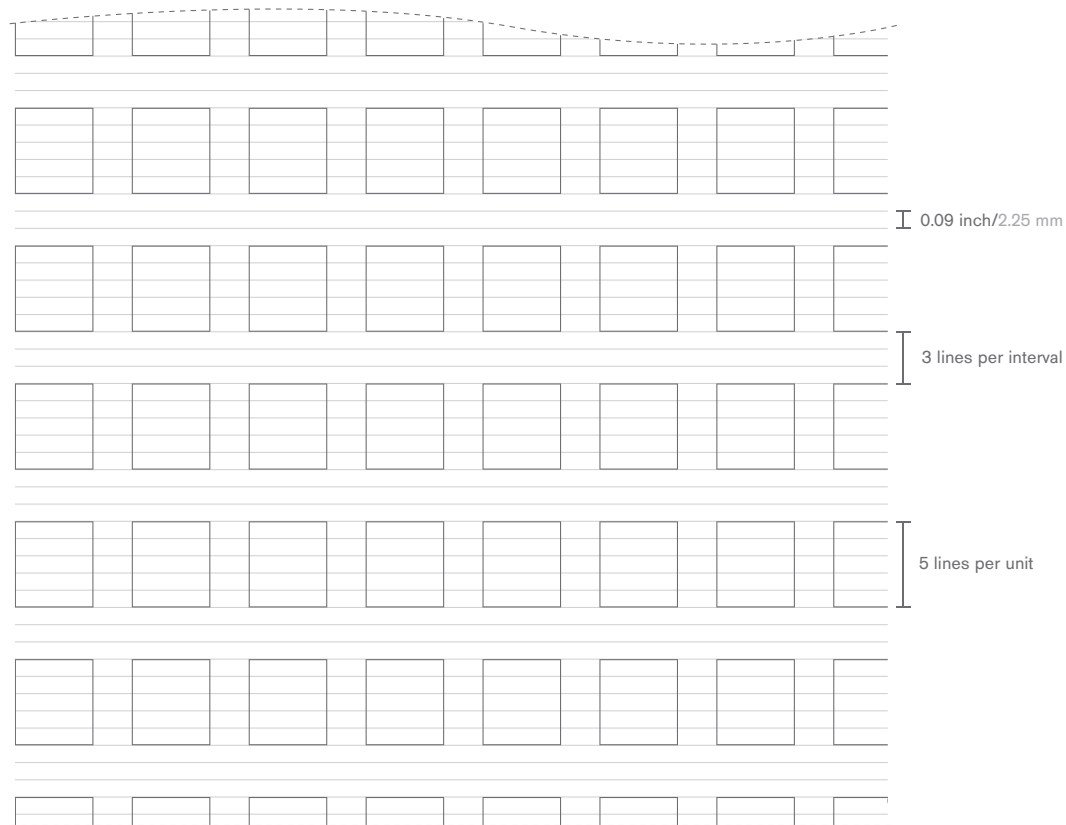 0.09 inch/2.25 mm
3 lines per interval
5 lines per unit